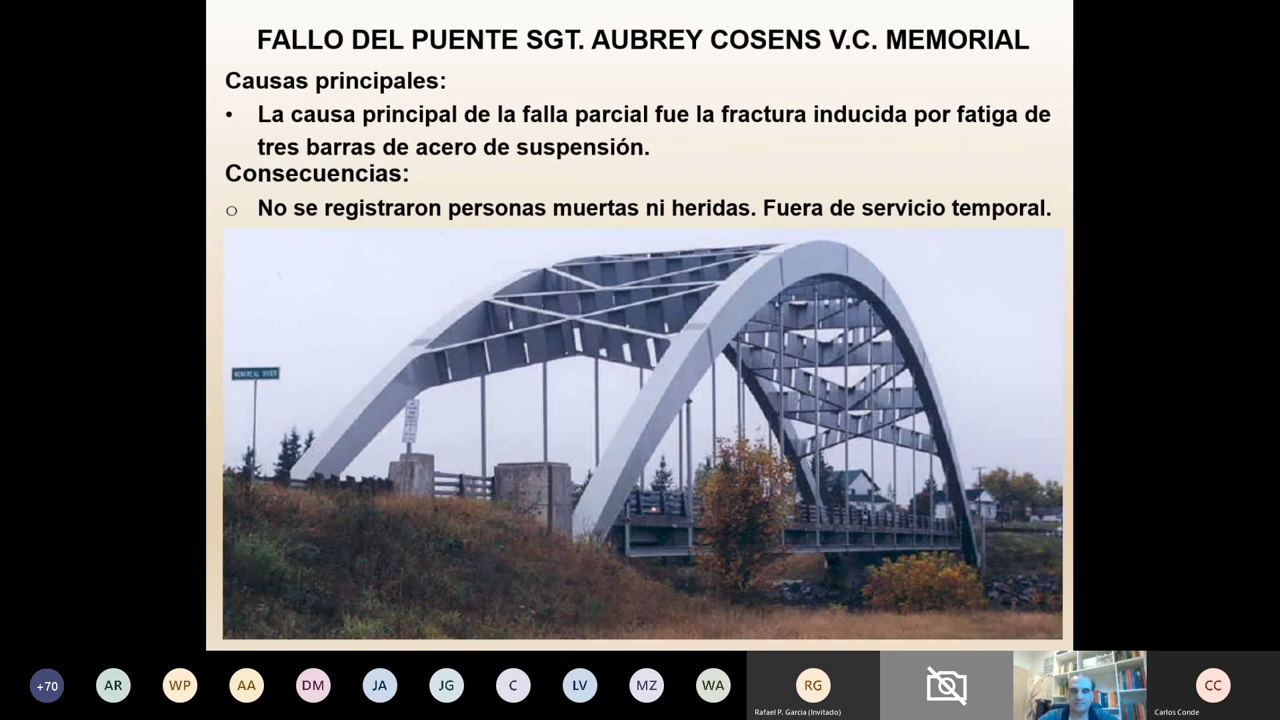 FALLO DEL PUENTE SGT. AUBREY COSENS V.C. MEMORIAL
Causas principales:
• La causa principal de la falla parcial fue la fractura inducida por fatiga de
tres barras de acero de suspensión.
Consecuencias:
○ No se registraron personas muertas ni heridas. Fuera de servicio temporal.
MONTREAL RIVER
+70
AR
WP
AA
DM
JA
JG
C
LV
MZ
WA
RG
Rafael P. Garcia (Invitado)
CC
Carlos Conde